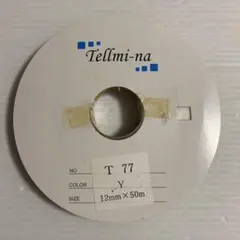 Tellmi-na
NO T 77
COLOR Y
SIZE 12mm×50m